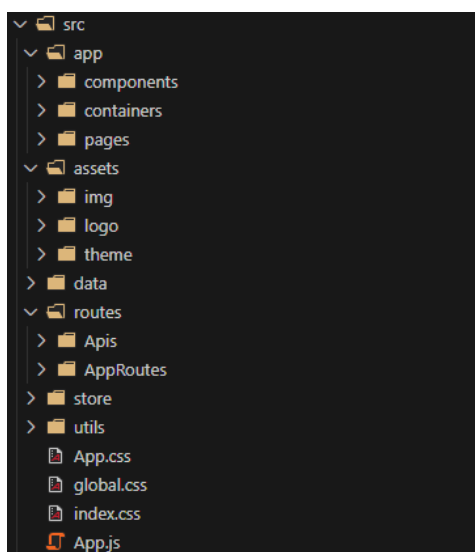 src
app
components
containers
pages
assets
img
logo
theme
data
routes
Apis
AppRoutes
store
utils
App.css
global.css
index.css
App.js